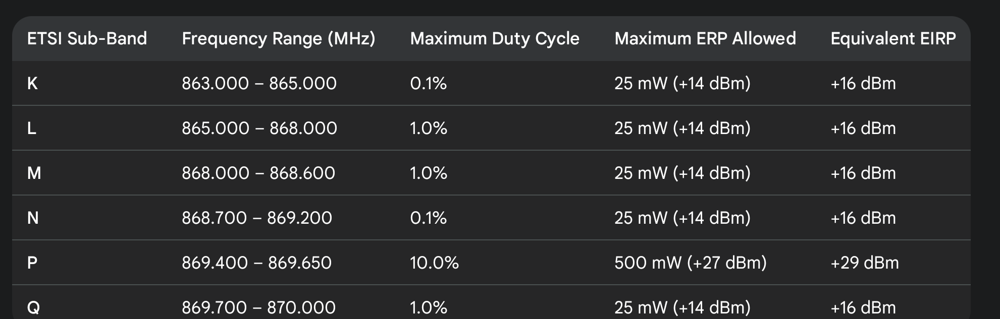 ETSI Sub-Band Frequency Range (MHz) Maximum Duty Cycle Maximum ERP Allowed Equivalent EIRP
K 863.000 – 865.000 0.1% 25 mW (+14 dBm) +16 dBm
L 865.000 – 868.000 1.0% 25 mW (+14 dBm) +16 dBm
M 868.000 – 868.600 1.0% 25 mW (+14 dBm) +16 dBm
N 868.700 – 869.200 0.1% 25 mW (+14 dBm) +16 dBm
P 869.400 – 869.650 10.0% 500 mW (+27 dBm) +29 dBm
Q 869.700 – 870.000 1.0% 25 mW (+14 dBm) +16 dBm